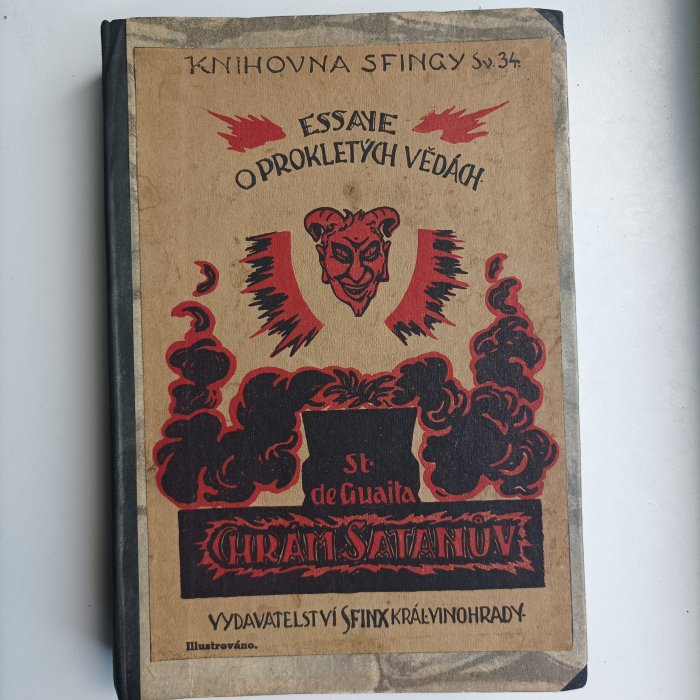 KNIHOVNA SFINGY Sv. 34.
ESSAYE
O PROKLETÝCH VĚDÁCH.
St.
de Guaita
CHRÁM SATANŮV
VYDAVATELSTVÍ SFINX KRÁL. VINOHRADY.
Illustrováno.